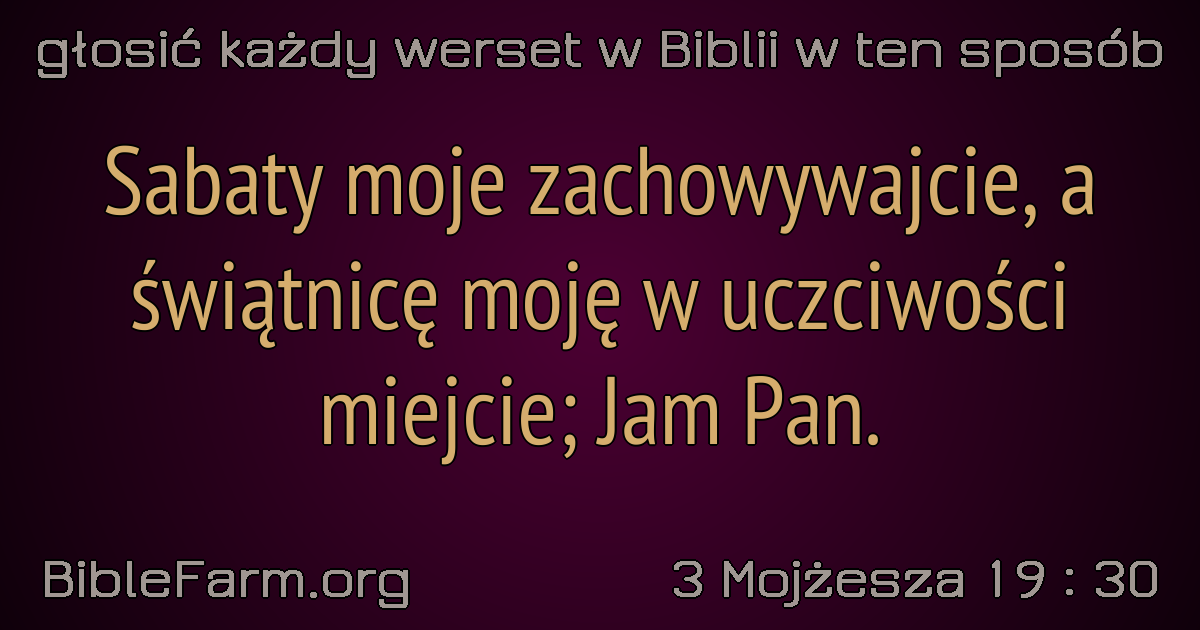 głosić każdy werset w Biblii w ten sposób
Sabaty moje zachowywajcie, a
świątnicę moję w uczciwości
miejcie; Jam Pan.
BibleFarm.org
3 Mojżesza 19 : 30